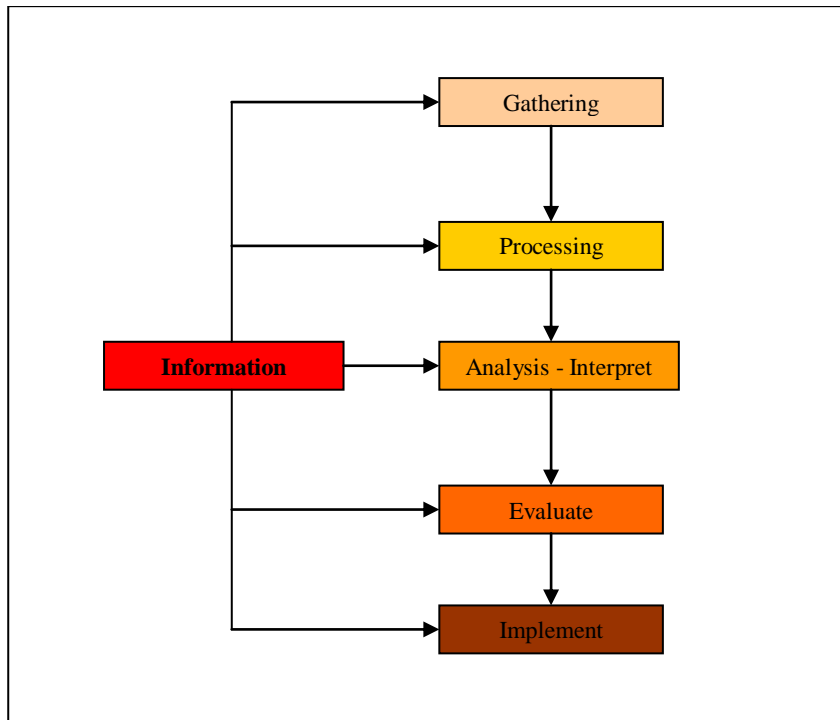 Gathering
Processing
Information
Analysis - Interpret
Evaluate
Implement